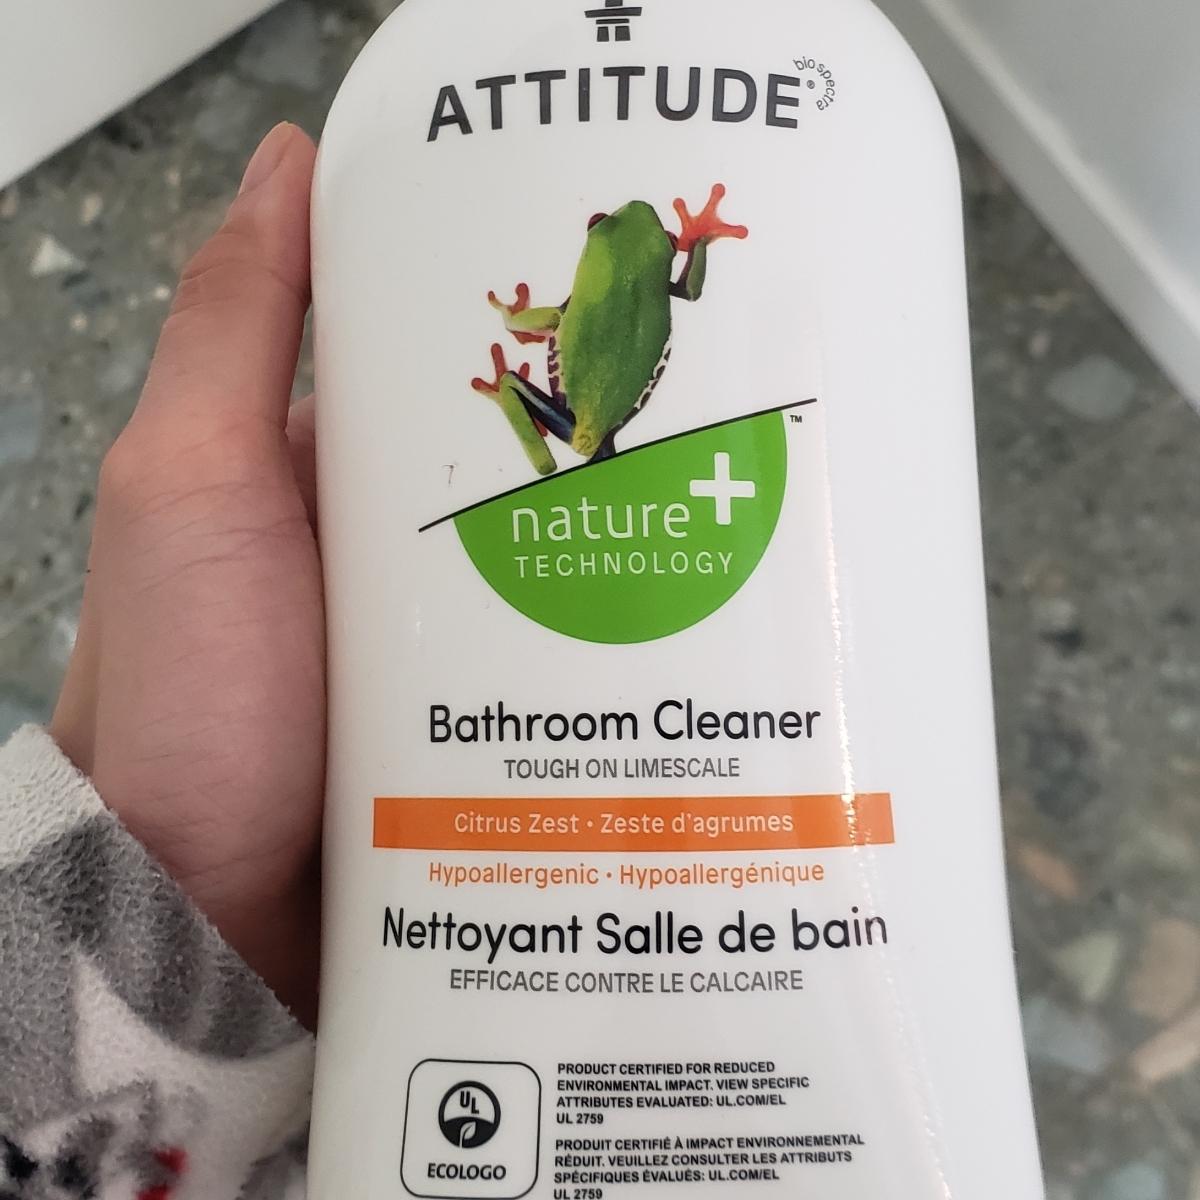 ATTITUDE
bio spectra
®
nature+
TECHNOLOGY
™
Bathroom Cleaner
TOUGH ON LIMESCALE
Citrus Zest • Zeste d'agrumes
Hypoallergenic • Hypoallergénique
Nettoyant Salle de bain
EFFICACE CONTRE LE CALCAIRE
UL
ECOLOGO
PRODUCT CERTIFIED FOR REDUCED
ENVIRONMENTAL IMPACT. VIEW SPECIFIC
ATTRIBUTES EVALUATED: UL.COM/EL
UL 2759
PRODUIT CERTIFIÉ À IMPACT ENVIRONNEMENTAL
RÉDUIT. VEUILLEZ CONSULTER LES ATTRIBUTS
SPÉCIFIQUES ÉVALUÉS: UL.COM/EL
UL 2759